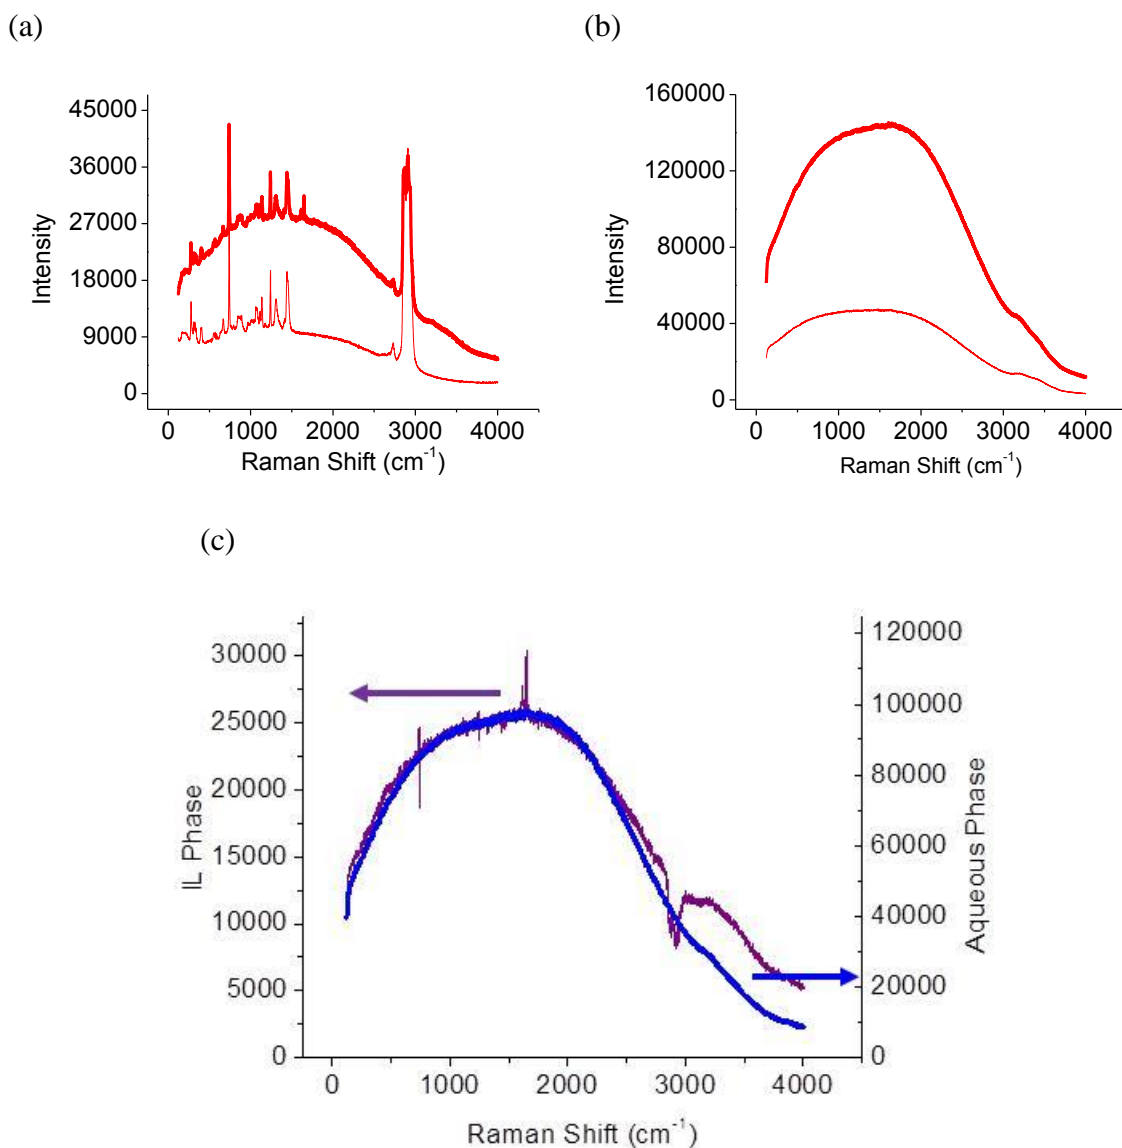 (a)
(b)
45000
36000
27000
18000
9000
0
Intensity
0 1000 2000 3000 4000
Raman Shift (cm-1)
160000
120000
80000
40000
0
Intensity
0 1000 2000 3000 4000
Raman Shift (cm-1)
(c)
30000
25000
20000
15000
10000
5000
0
IL Phase
120000
100000
80000
60000
40000
20000
0
Aqueous Phase
0 1000 2000 3000 4000
Raman Shift (cm-1)